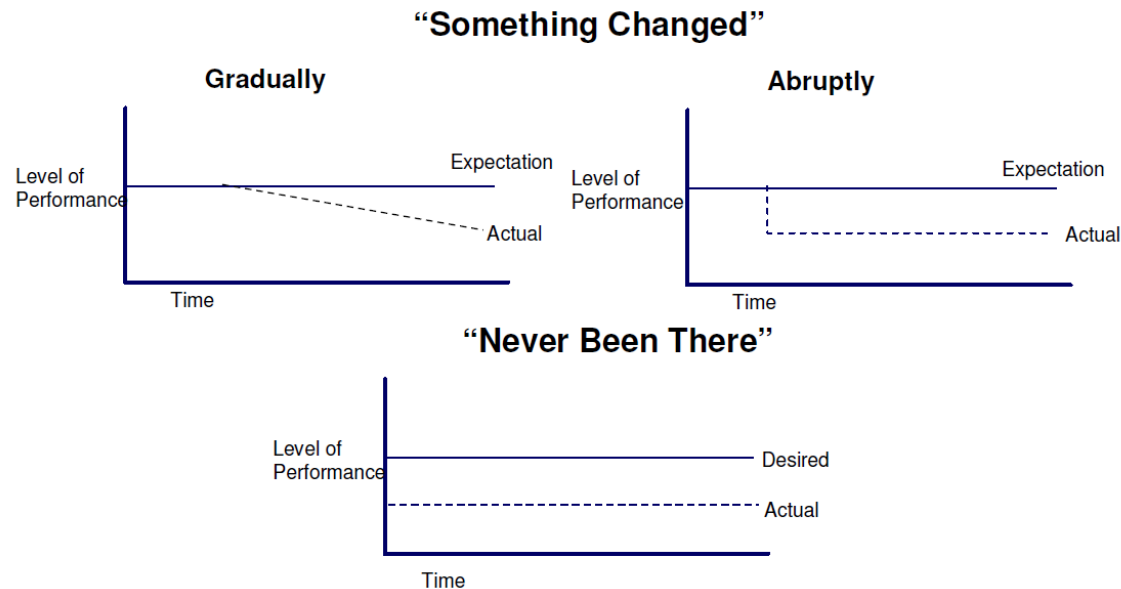 “Something Changed”
Gradually
Level of
Performance
Expectation
Actual
Time
Abruptly
Level of
Performance
Expectation
Actual
Time
“Never Been There”
Level of
Performance
Desired
Actual
Time